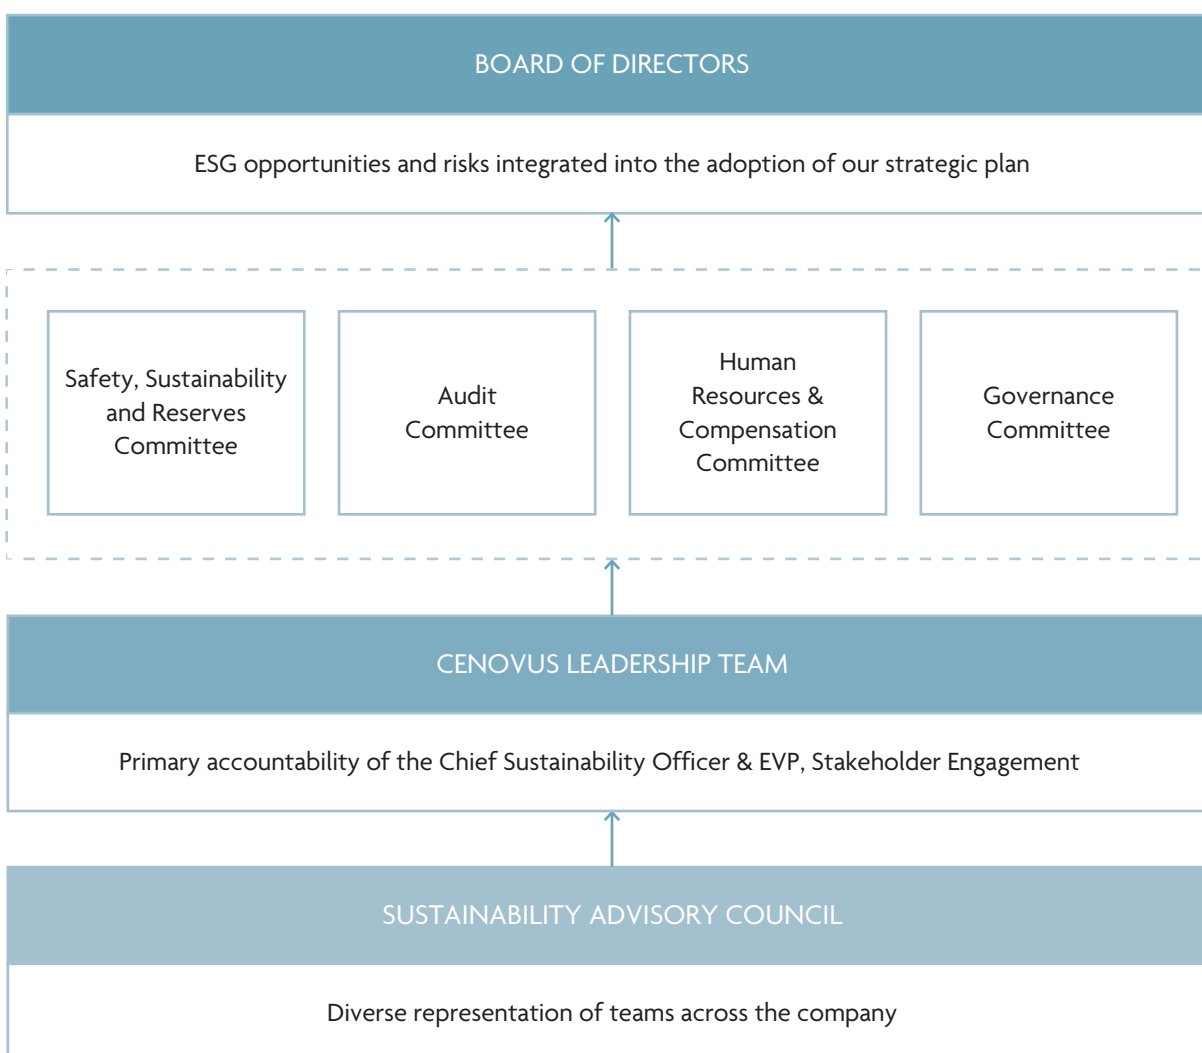 BOARD OF DIRECTORS
ESG opportunities and risks integrated into the adoption of our strategic plan
Safety, Sustainability
and Reserves
Committee
Audit
Committee
Human
Resources &
Compensation
Committee
Governance
Committee
CENOVUS LEADERSHIP TEAM
Primary accountability of the Chief Sustainability Officer & EVP, Stakeholder Engagement
SUSTAINABILITY ADVISORY COUNCIL
Diverse representation of teams across the company